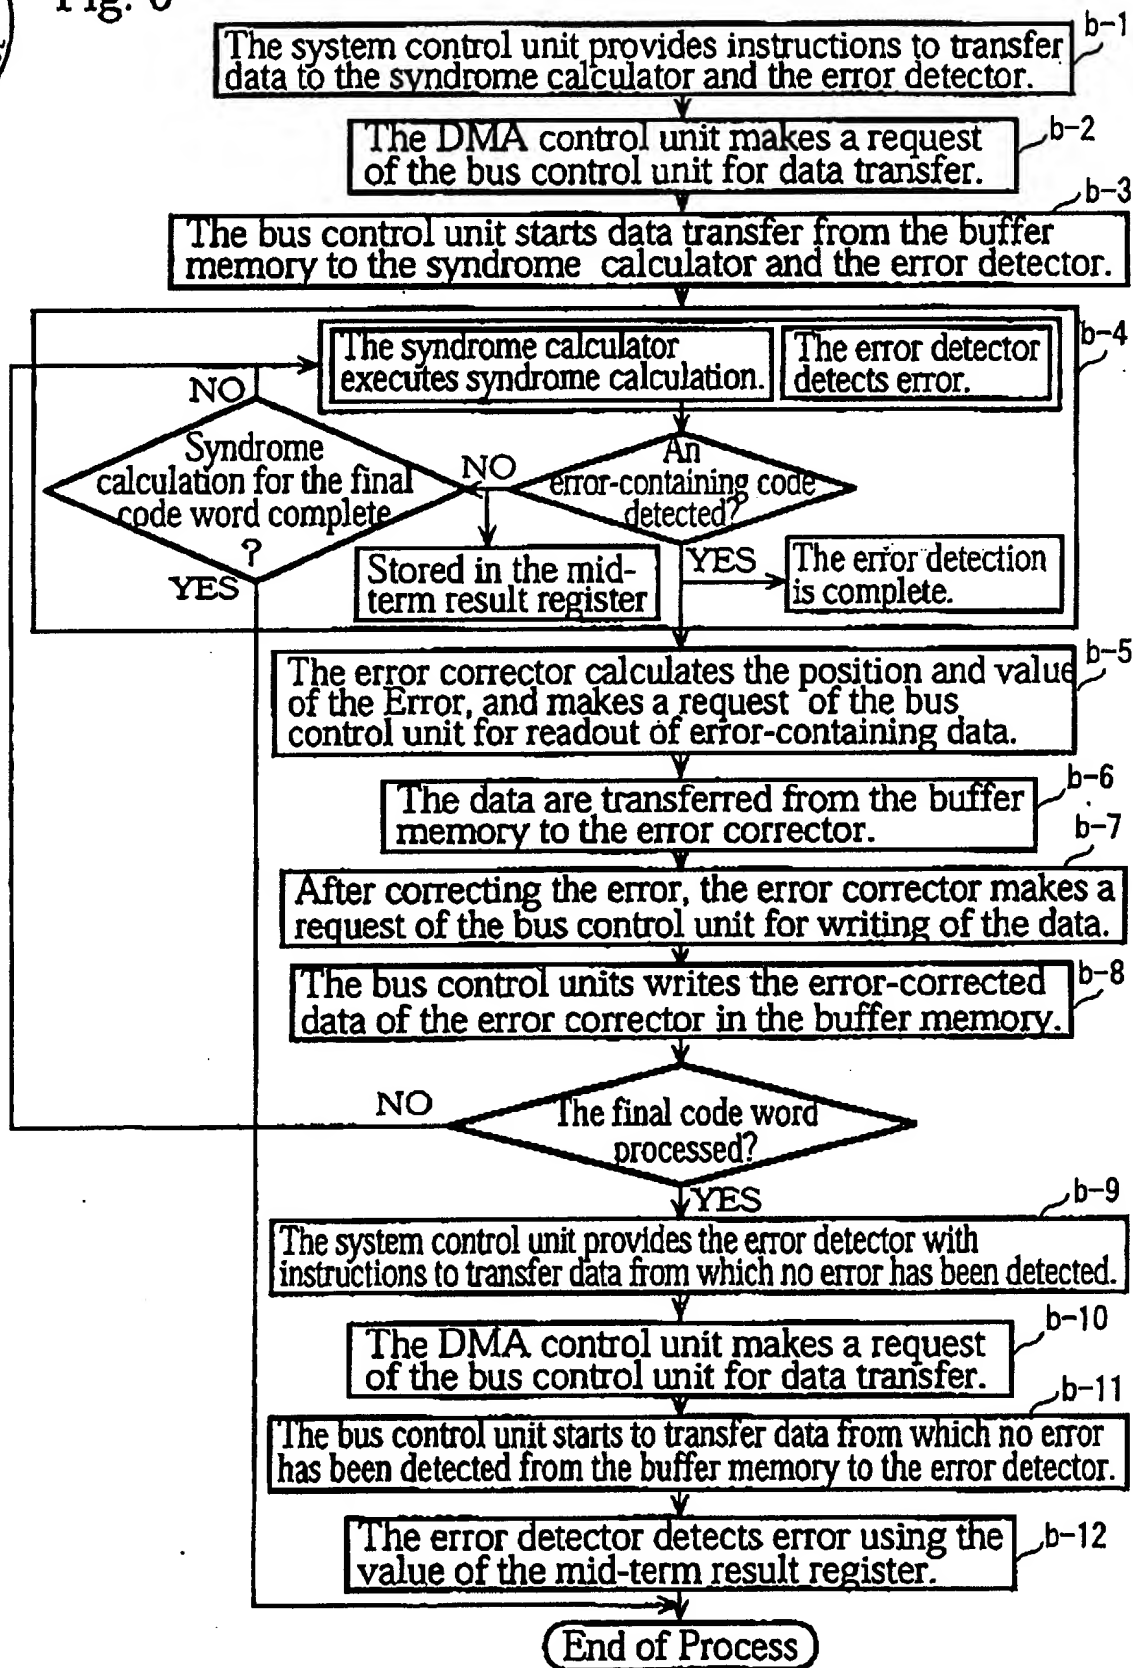 Fig. 6
b-1
The system control unit provides instructions to transfer
data to the syndrome calculator and the error detector.
b-2
The DMA control unit makes a request
of the bus control unit for data transfer.
b-3
The bus control unit starts data transfer from the buffer
memory to the syndrome calculator and the error detector.
b-4
The syndrome calculator
executes syndrome calculation.
The error detector
detects error.
NO
Syndrome
calculation for the final
code word complete
?
YES
NO
An
error-containing code
detected?
YES
Stored in the mid-
term result register
The error detection
is complete.
b-5
The error corrector calculates the position and value
of the Error, and makes a request of the bus
control unit for readout of error-containing data.
b-6
The data are transferred from the buffer
memory to the error corrector.
b-7
After correcting the error, the error corrector makes a
request of the bus control unit for writing of the data.
b-8
The bus control units writes the error-corrected
data of the error corrector in the buffer memory.
NO
The final code word
processed?
YES
b-9
The system control unit provides the error detector with
instructions to transfer data from which no error has been detected.
b-10
The DMA control unit makes a request
of the bus control unit for data transfer.
b-11
The bus control unit starts to transfer data from which no error
has been detected from the buffer memory to the error detector.
b-12
The error detector detects error using the
value of the mid-term result register.
End of Process